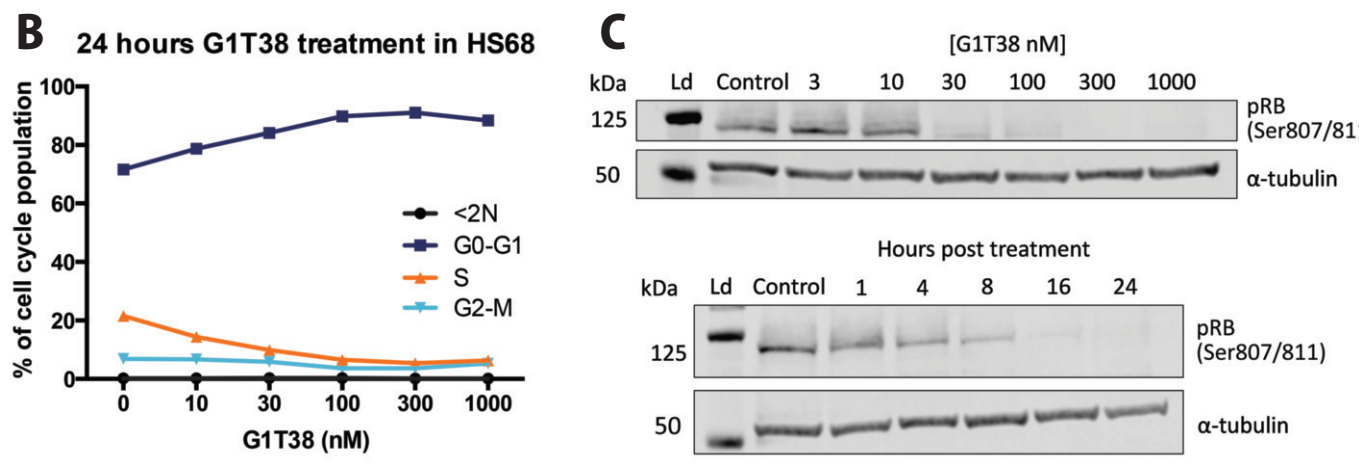 B
24 hours G1T38 treatment in HS68
% of cell cycle population
100
80
60
40
20
0
<2N
G0-G1
S
G2-M
0 10 30 100 300 1000
G1T38 (nM)
C
[G1T38 nM]
kDa Ld Control 3 10 30 100 300 1000
125
pRB
(Ser807/81
50
α-tubulin
Hours post treatment
kDa Ld Control 1 4 8 16 24
125
pRB
(Ser807/811)
50
α-tubulin